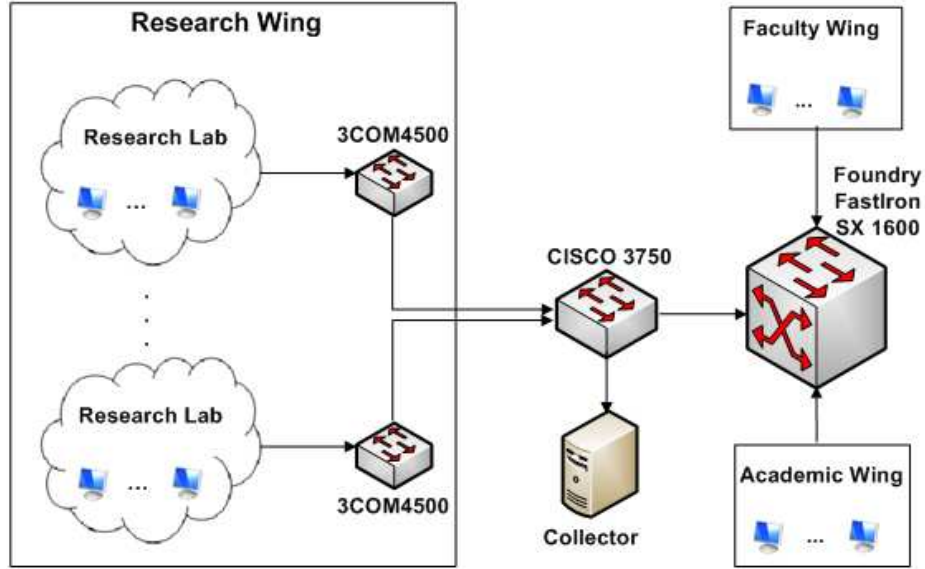 Research Wing
Research Lab
...
3COM4500
.
.
.
Research Lab
...
3COM4500
CISCO 3750
Collector
Faculty Wing
...
Foundry
FastIron
SX 1600
Academic Wing
...